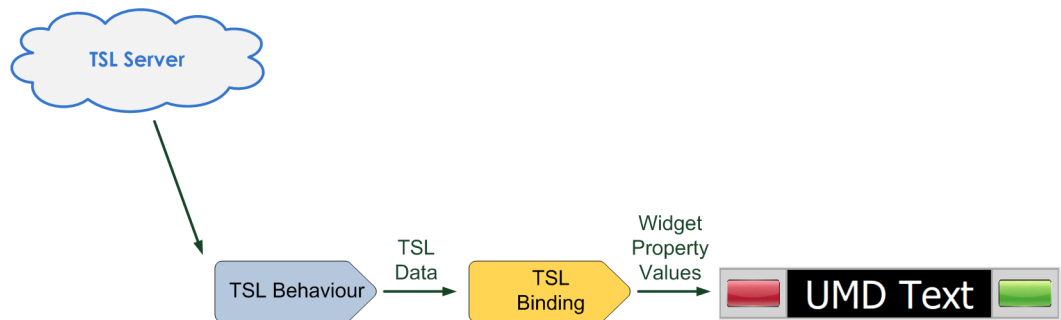 TSL Server
TSL
Data
Widget
Property
Values
TSL Behaviour
TSL
Binding
UMD Text